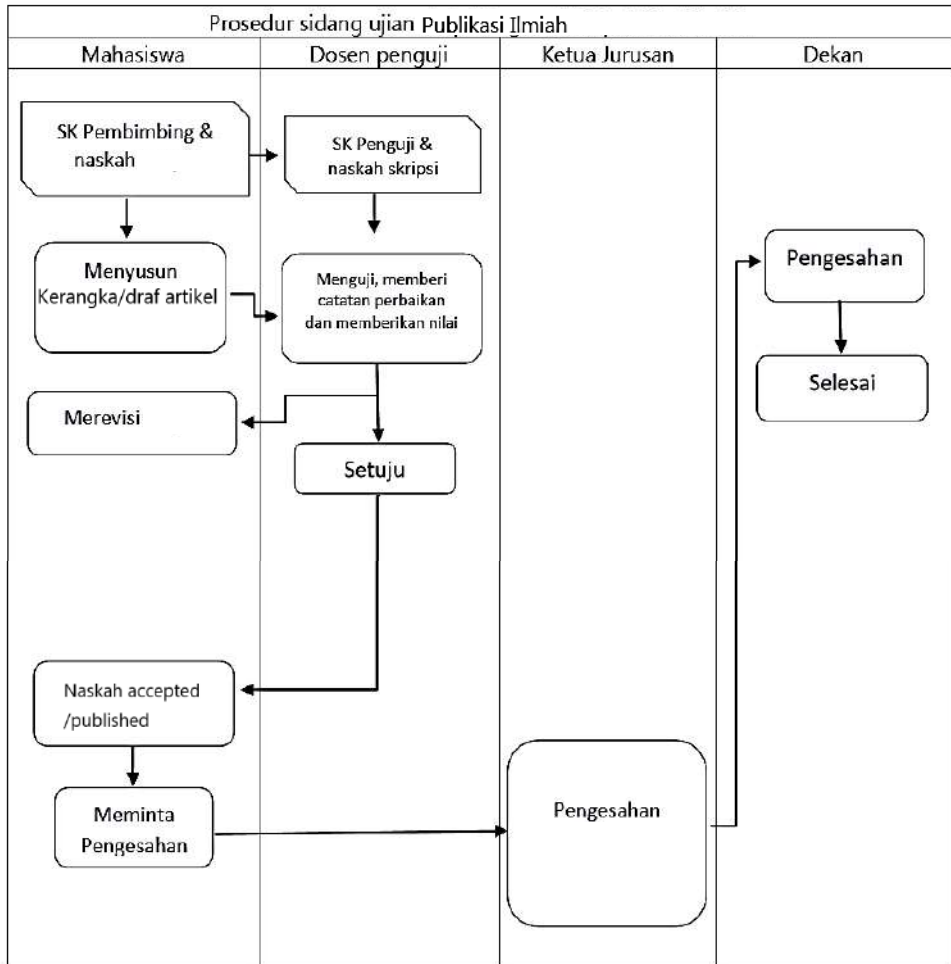 Prosedur sidang ujian Publikasi Ilmiah
Mahasiswa
Dosen penguji
Ketua Jurusan
Dekan
SK Pembimbing &
naskah
SK Penguji &
naskah skripsi
Menyusun
Kerangka/draf artikel
Menguji, memberi
catatan perbaikan
dan memberikan nilai
Pengesahan
Selesai
Merevisi
Setuju
Naskah accepted
/published
Meminta
Pengesahan
Pengesahan